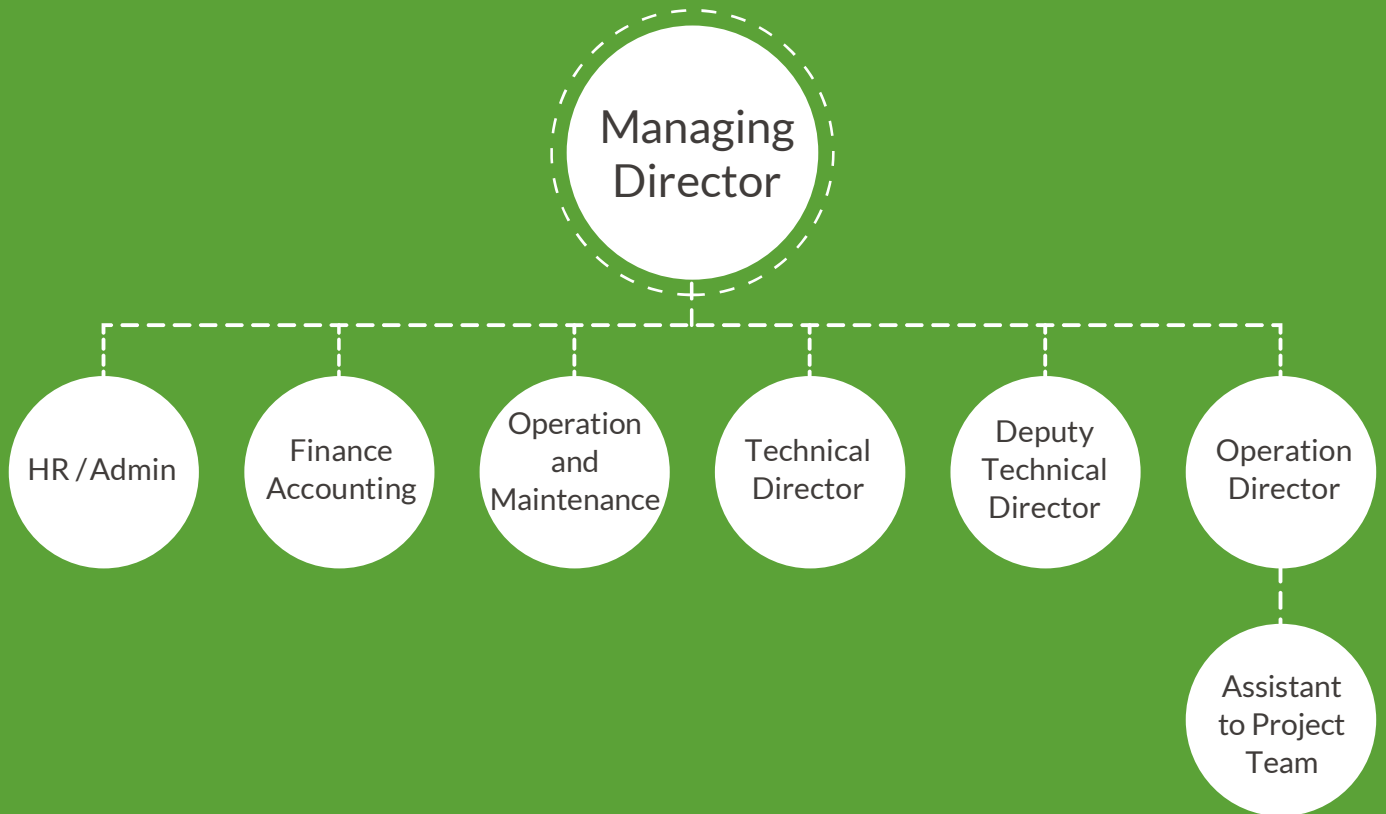 Managing
Director
HR / Admin
Finance
Accounting
Operation
and
Maintenance
Technical
Director
Deputy
Technical
Director
Operation
Director
Assistant
to Project
Team